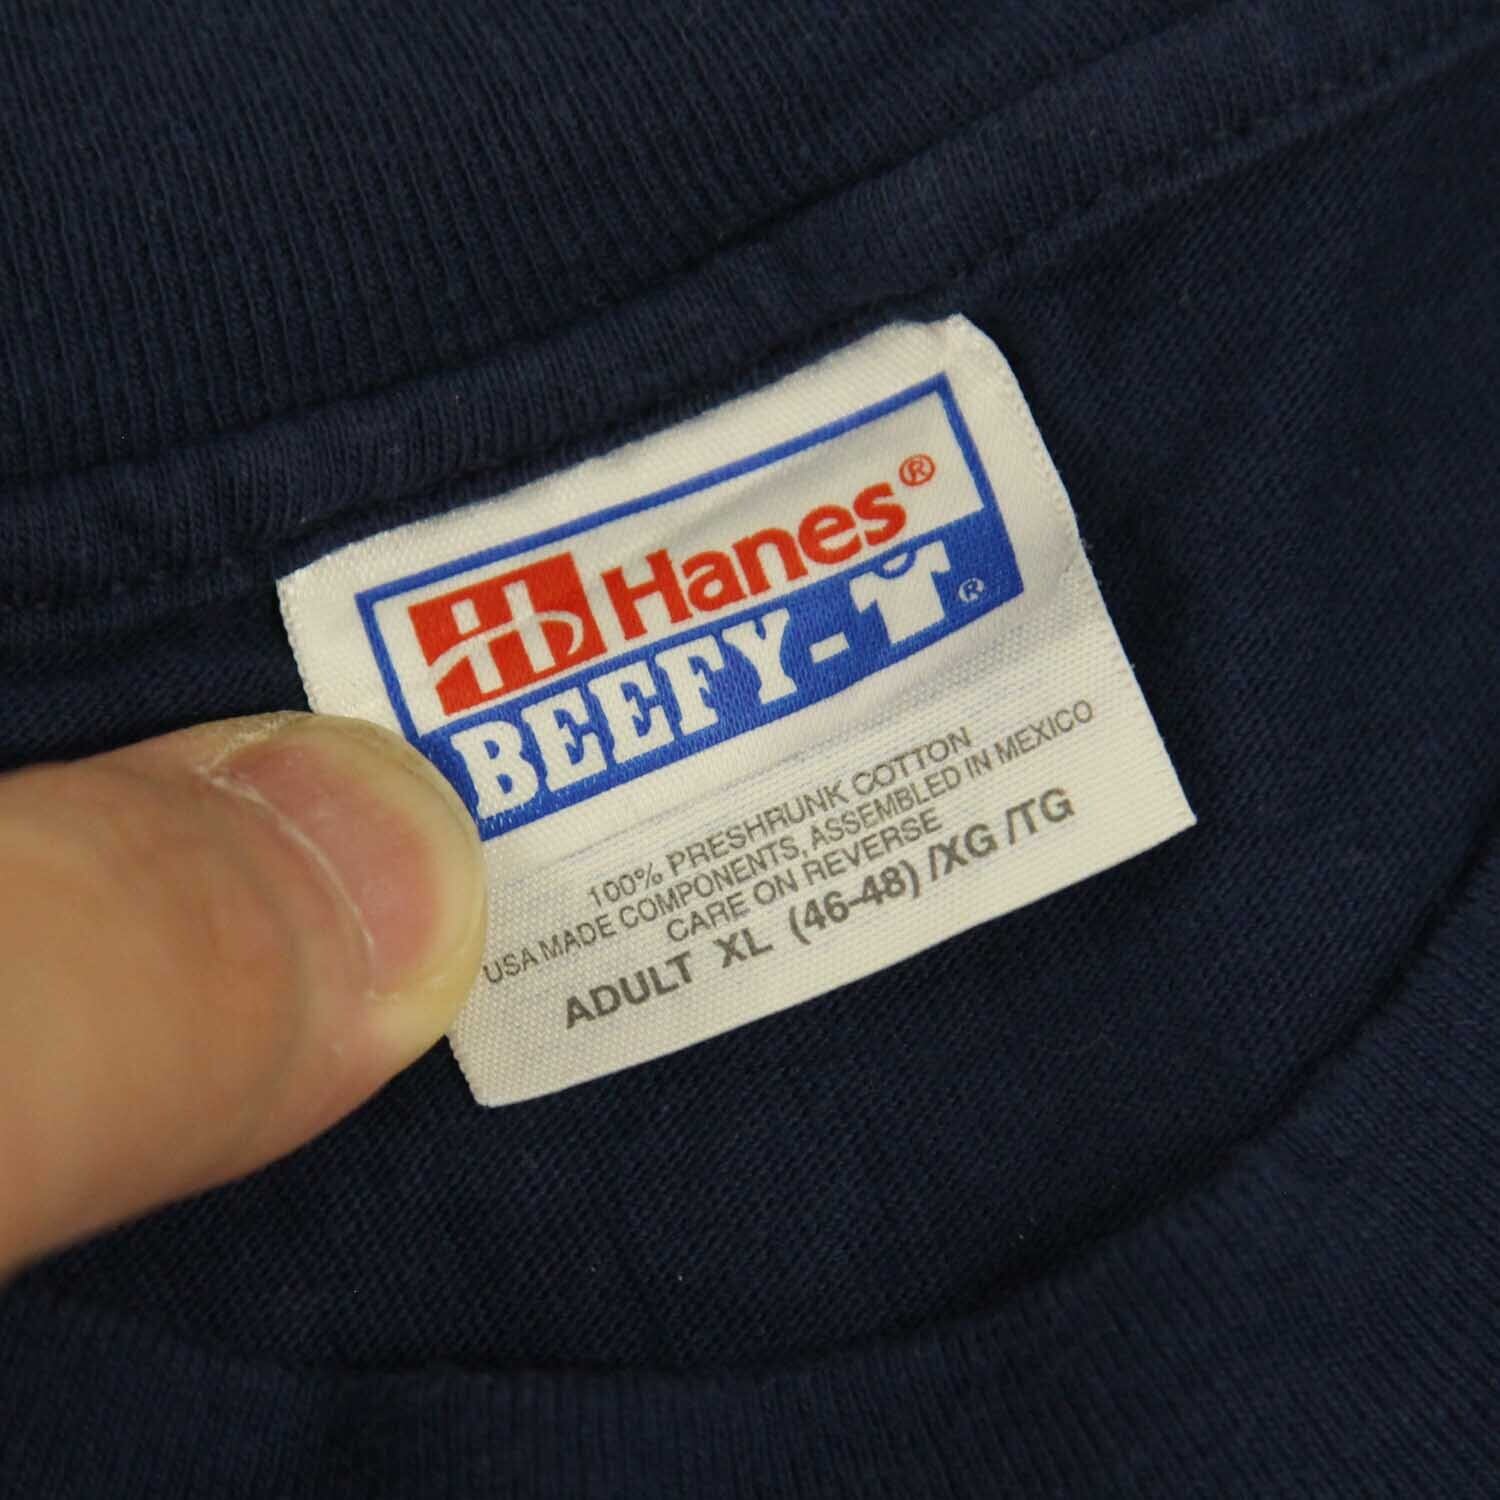 Hanes®
BEEFY-T®
100% PRESHRUNK COTTON
USA MADE COMPONENTS, ASSEMBLED IN MEXICO
CARE ON REVERSE
ADULT XL (46-48) /XG /TG